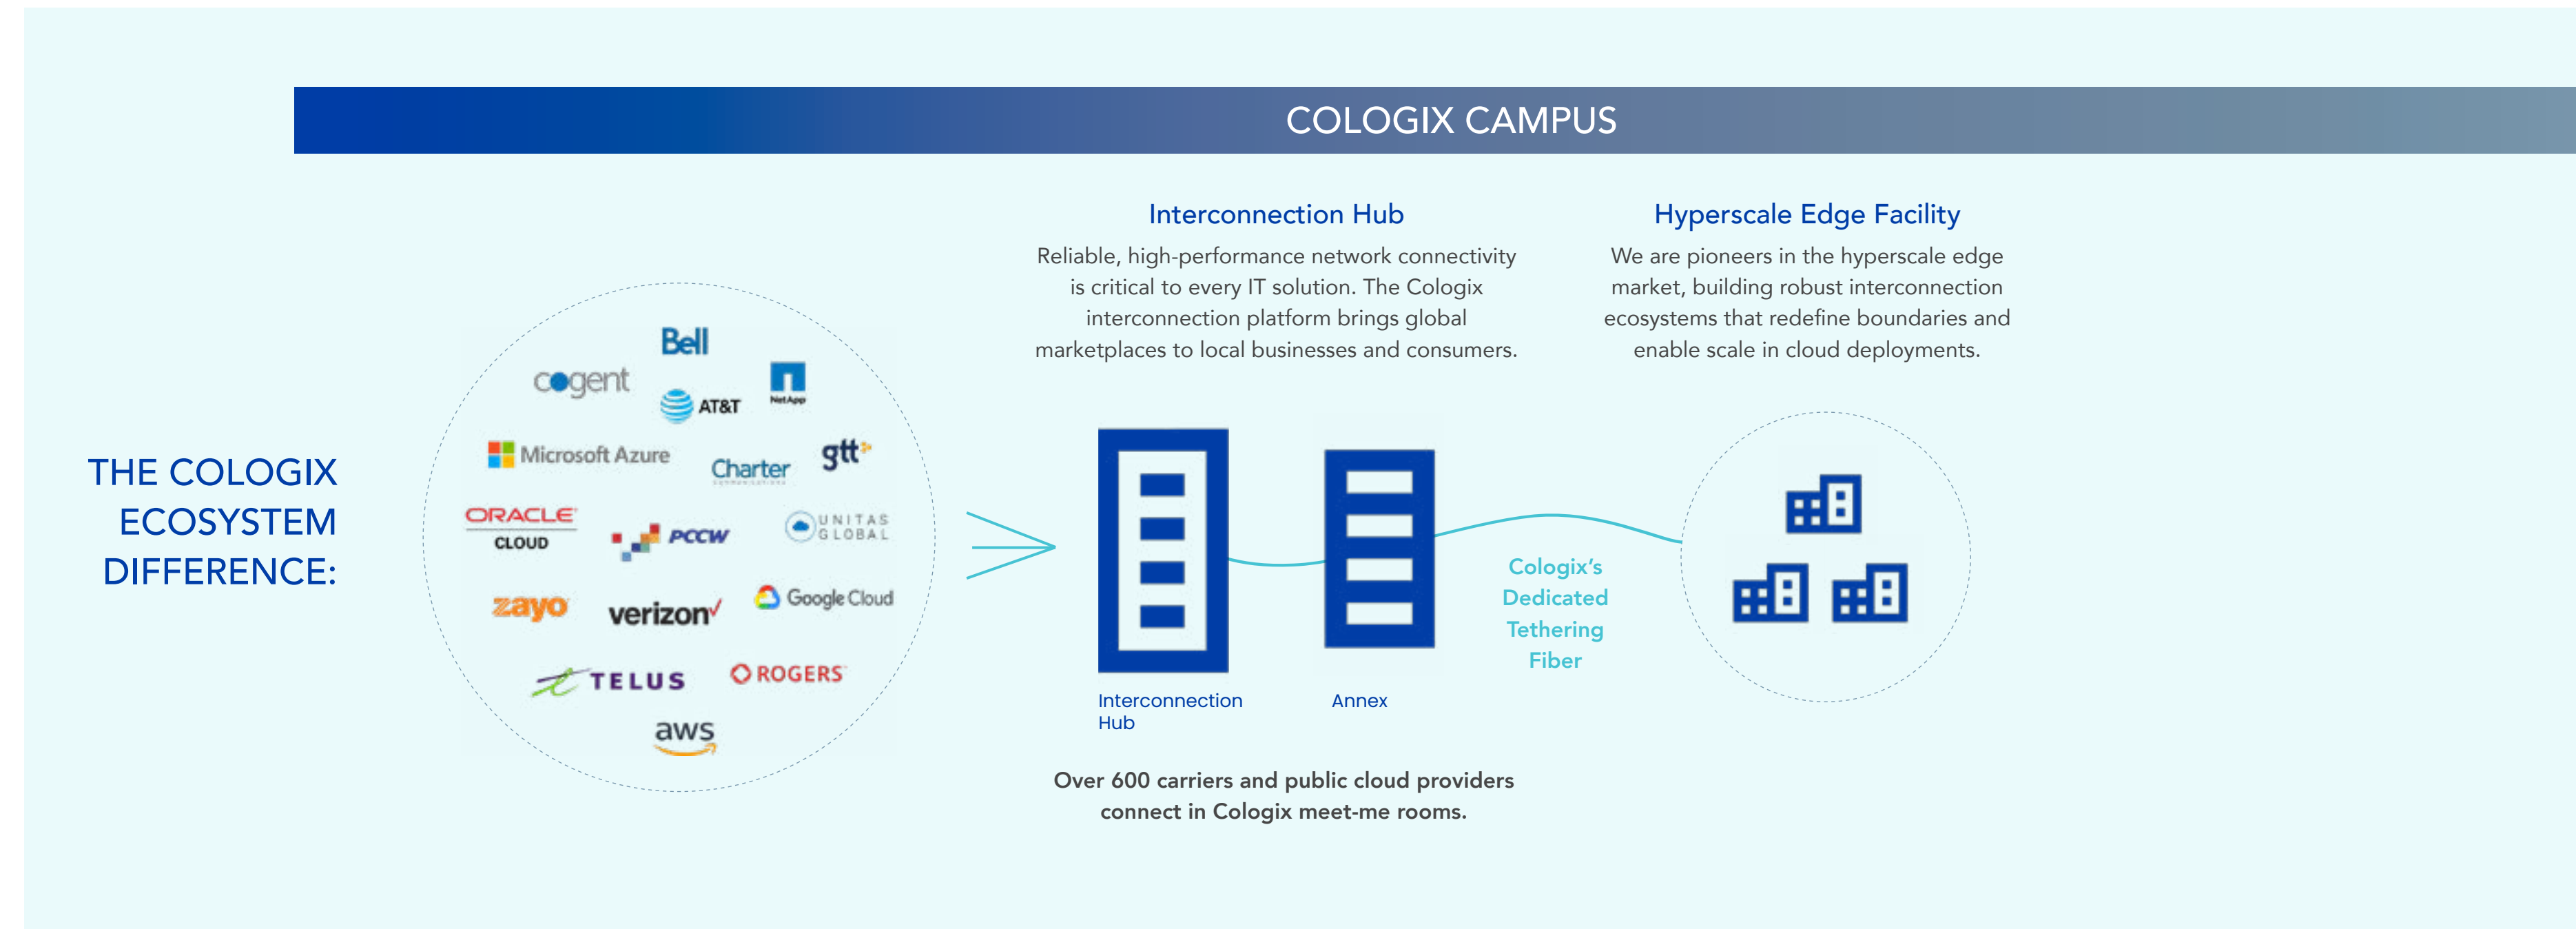 COLOGIX CAMPUS
THE COLOGIX
ECOSYSTEM
DIFFERENCE:
Bell
cogent
NetApp
AT&T
Microsoft Azure
gtt
Charter
COMMUNICATIONS
ORACLE
CLOUD
PCCW
UNITAS
GLOBAL
zayo
verizon
Google Cloud
TELUS
ROGERS
aws
Interconnection Hub
Reliable, high-performance network connectivity
is critical to every IT solution. The Cologix
interconnection platform brings global
marketplaces to local businesses and consumers.
Interconnection
Hub
Annex
Over 600 carriers and public cloud providers
connect in Cologix meet-me rooms.
Cologix’s
Dedicated
Tethering
Fiber
Hyperscale Edge Facility
We are pioneers in the hyperscale edge
market, building robust interconnection
ecosystems that redefine boundaries and
enable scale in cloud deployments.